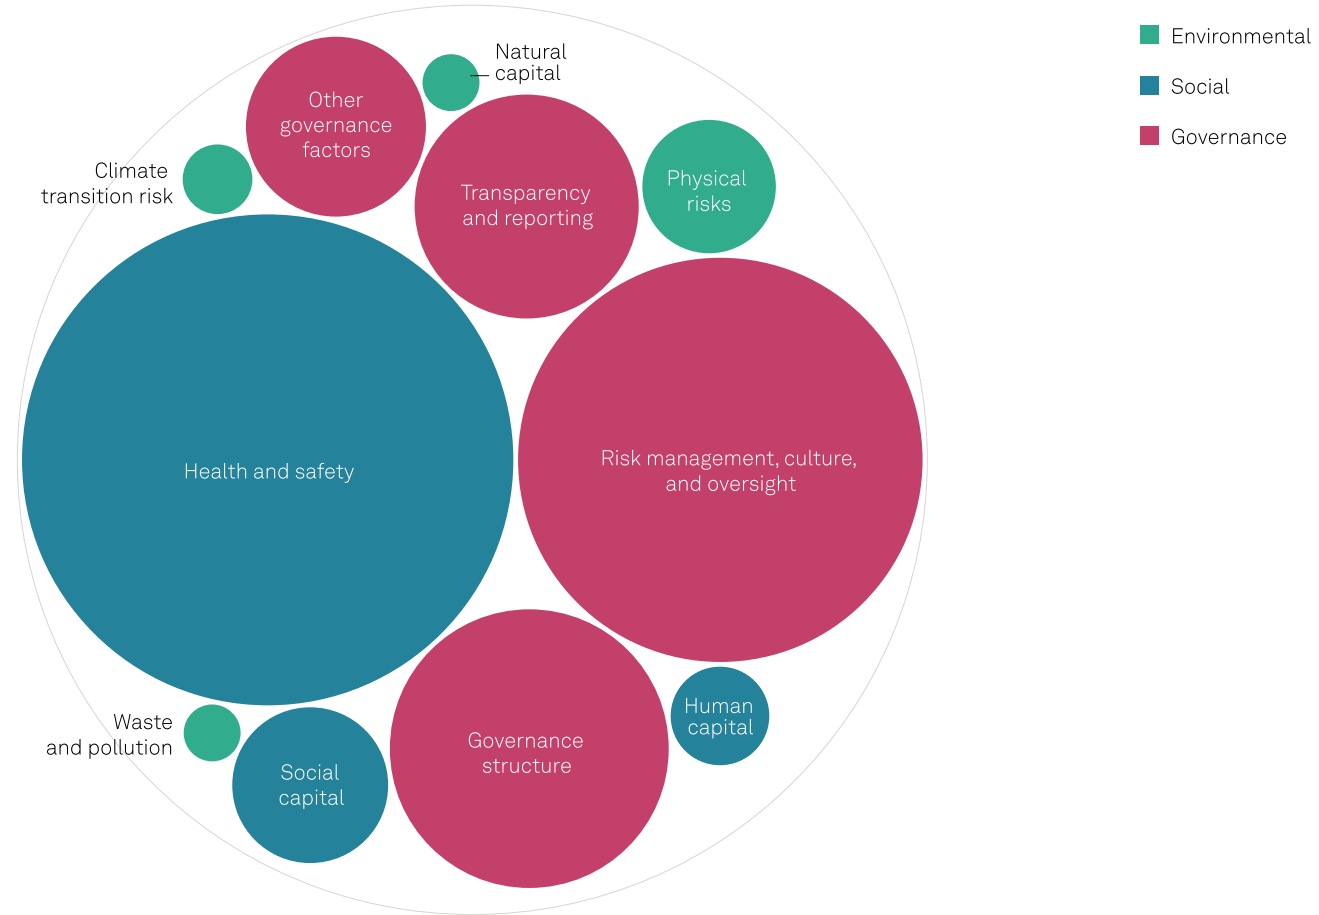 Natural
capital
Other
governance
factors
Climate
transition risk
Transparency
and reporting
Physical
risks
Health and safety
Risk management, culture,
and oversight
Waste
and pollution
Social
capital
Governance
structure
Human
capital
Environmental
Social
Governance